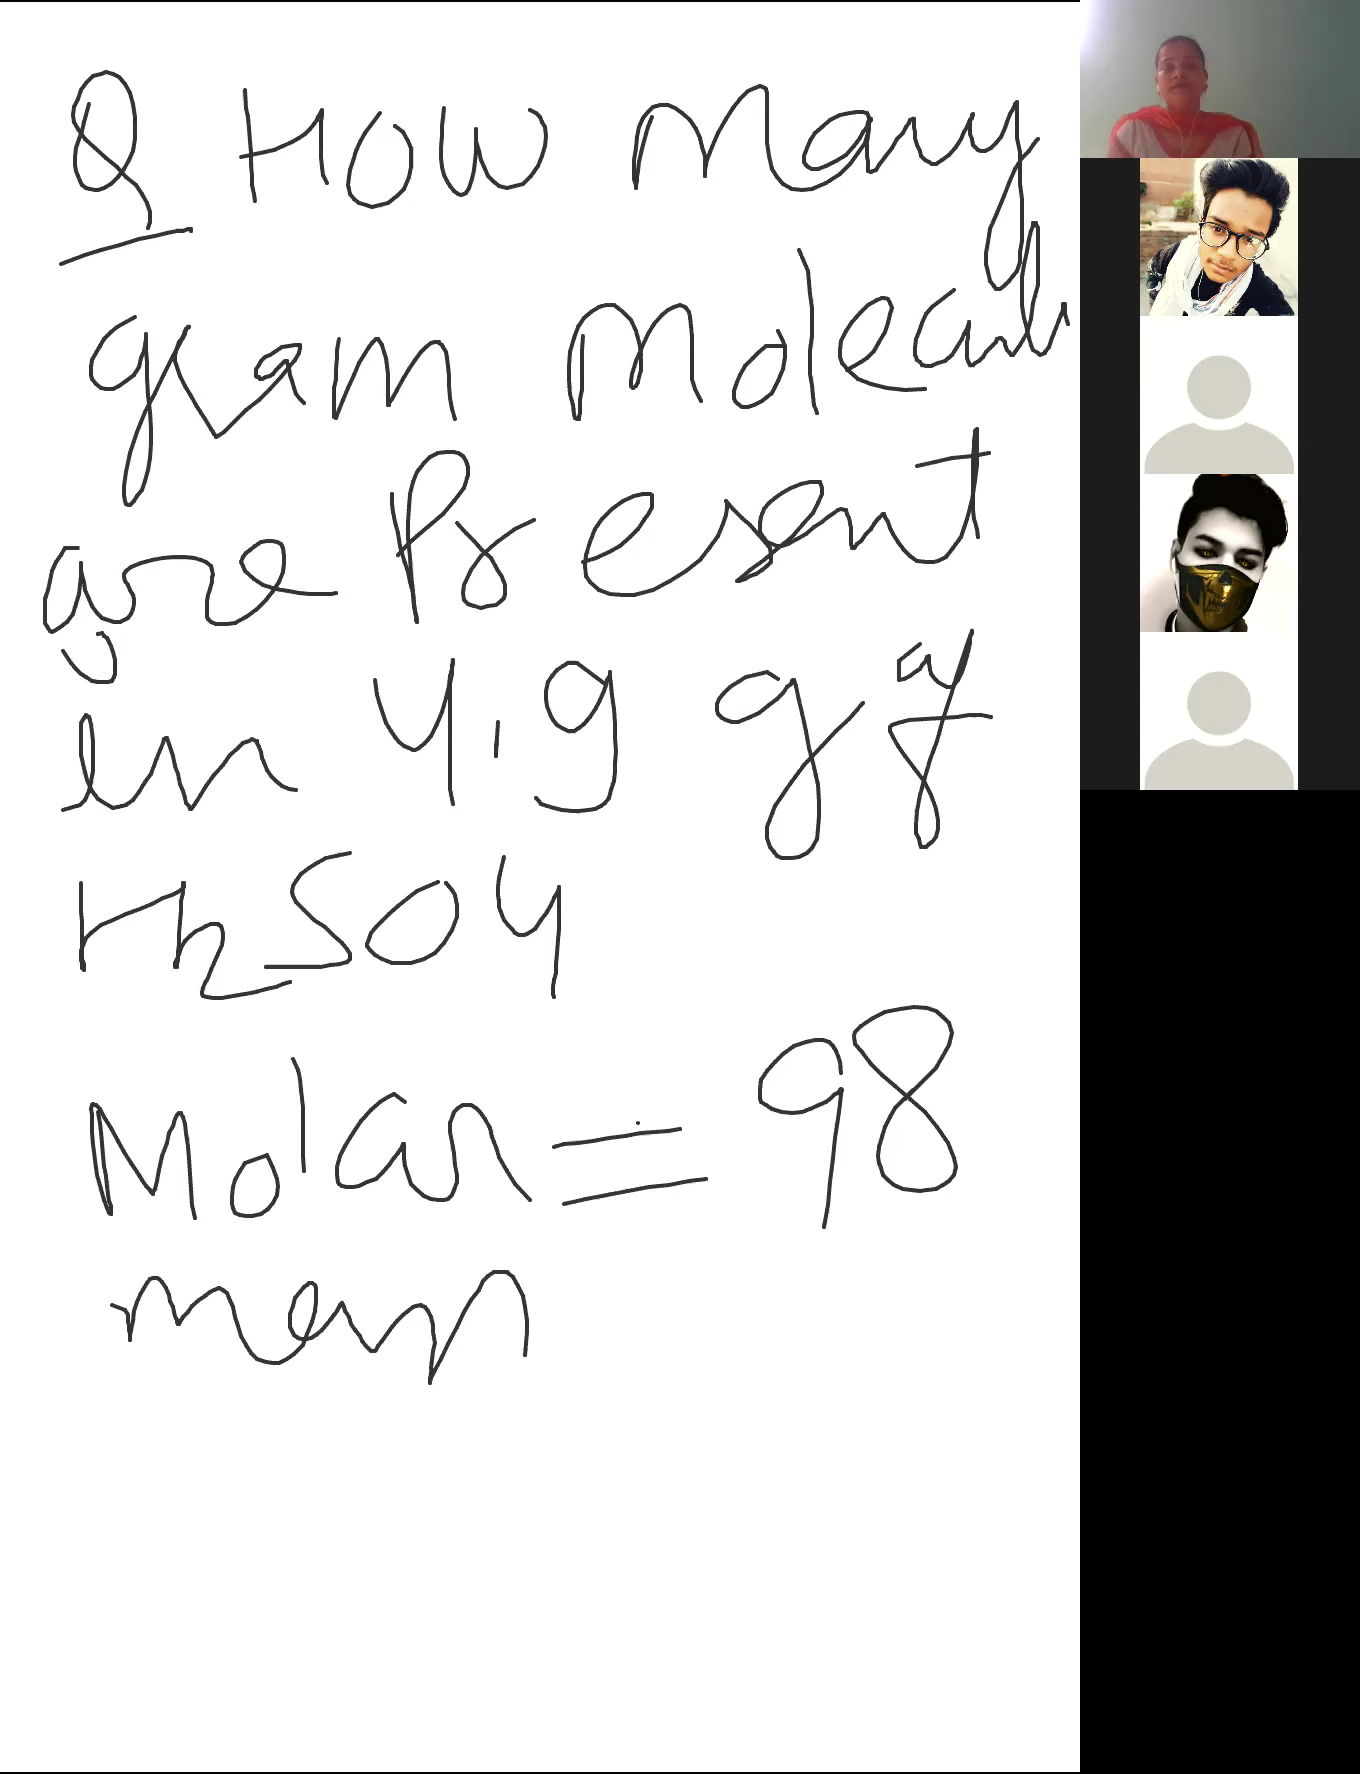 Q How Many
gram Molecule
are Present
in 4.9 g of
H2SO4
Molar = 98
mass